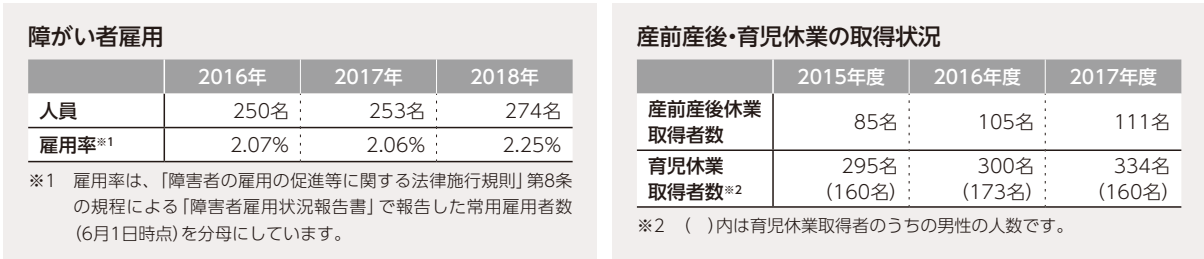 障がい者雇用
2016年 2017年 2018年
人員 250名 253名 274名
雇用率※1 2.07% 2.06% 2.25%
※1 雇用率は、「障害者の雇用の促進等に関する法律施行規則」第8条
の規程による「障害者雇用状況報告書」で報告した常用雇用者数
(6月1日時点)を分母にしています。
産前産後・育児休業の取得状況
2015年度 2016年度 2017年度
産前産後休業
取得者数 85名 105名 111名
育児休業 295名 300名 334名
取得者数※2 (160名) (173名) (160名)
※2 ( )内は育児休業取得者のうちの男性の人数です。